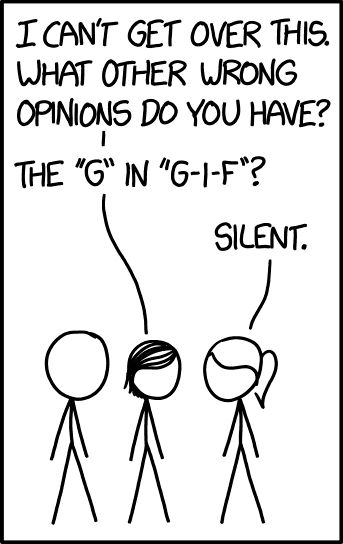 I CAN'T GET OVER THIS.
WHAT OTHER WRONG
OPINIONS DO YOU HAVE?
THE "G" IN "G-I-F"?
SILENT.